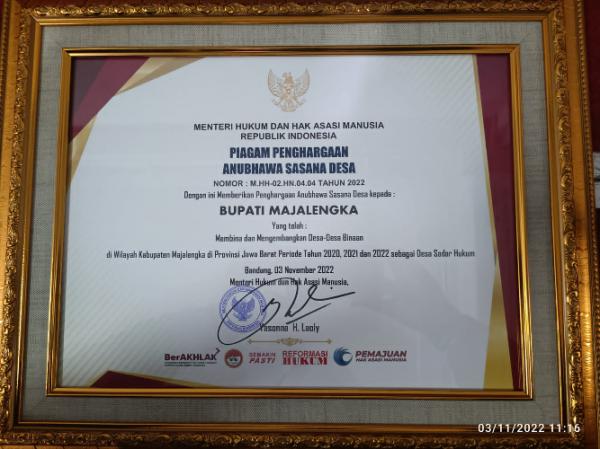 MENTERI HUKUM DAN HAK ASASI MANUSIA
REPUBLIK INDONESIA
PIAGAM PENGHARGAAN
ANUBHAWA SASANA DESA
NOMOR : M.HH-02.HN.04.04 TAHUN 2022
Dengan ini Memberikan Penghargaan Anubhawa Sasana Desa kepada :
BUPATI MAJALENGKA
Yang telah :
Membina dan Mengembangkan Desa-Desa Binaan
di Wilayah Kabupaten Majalengka di Provinsi Jawa Barat Periode Tahun 2020, 2021 dan 2022 sebagai Desa Sadar Hukum
Bandung, 03 November 2022
Menteri Hukum dan Hak Asasi Manusia,
Yasonna H. Laoly
BerAKHLAK
SEMAKIN PASTI
REFORMASI HUKUM
PEMAJUAN
HAK ASASI MANUSIA
03/11/2022 11:16